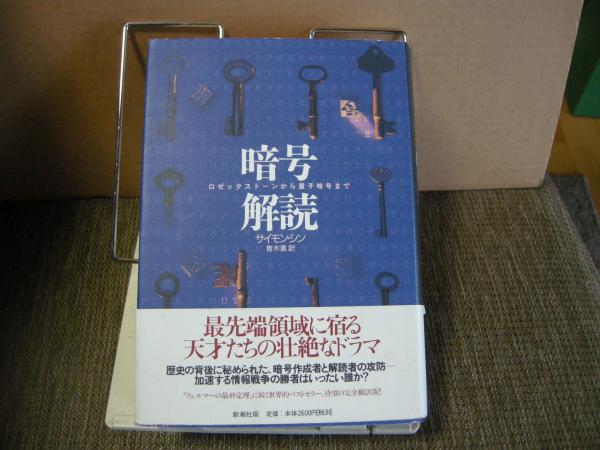 暗号
ロゼッタストーンから量子暗号まで
解読
サイモン・シン
青木薫 訳
最先端領域に宿る
天才たちの壮絶なドラマ
歴史の背後に秘められた、暗号作成者と解読者の攻防―
加速する情報戦争の勝者はいったい誰か?
『フェルマーの最終定理』に続く世界的ベストセラー、待望の完全翻訳版!
新潮社版 定価:本体2600円[税別]